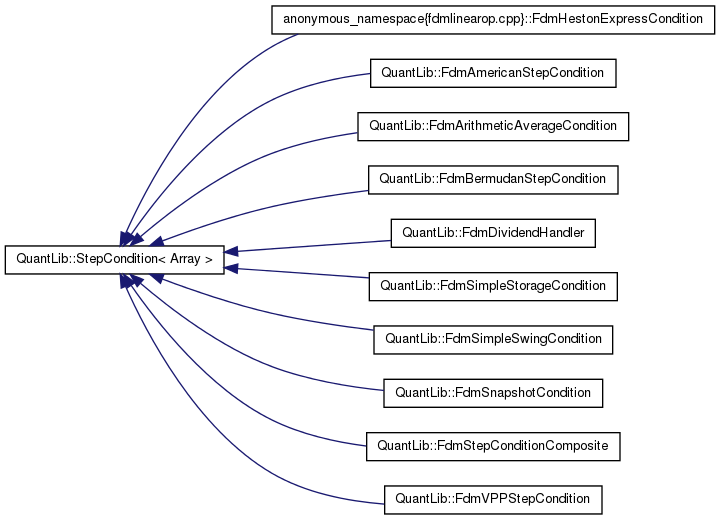 anonymous_namespace{fdmlinearop.cpp}::FdmHestonExpressCondition
QuantLib::FdmAmericanStepCondition
QuantLib::FdmArithmeticAverageCondition
QuantLib::FdmBermudanStepCondition
QuantLib::FdmDividendHandler
QuantLib::StepCondition< Array >
QuantLib::FdmSimpleStorageCondition
QuantLib::FdmSimpleSwingCondition
QuantLib::FdmSnapshotCondition
QuantLib::FdmStepConditionComposite
QuantLib::FdmVPPStepCondition